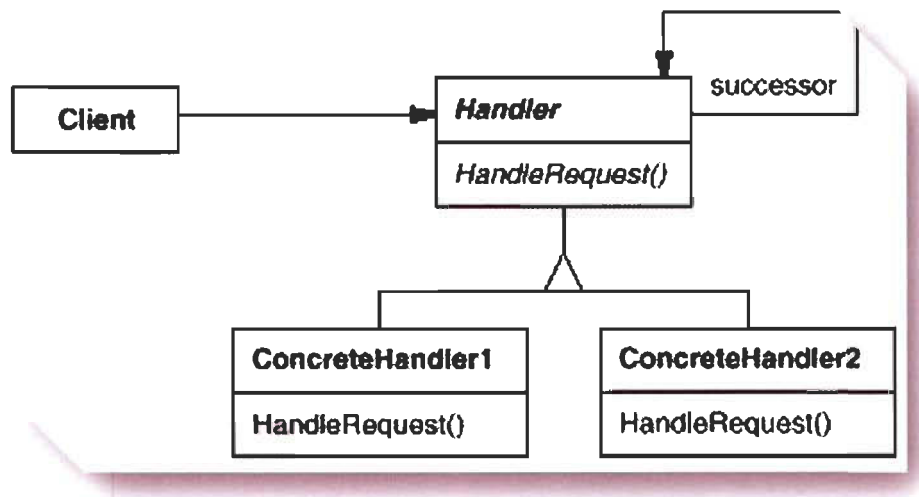 successor
Client
Handler
HandleRequest()
ConcreteHandler1
ConcreteHandler2
HandleRequest()
HandleRequest()